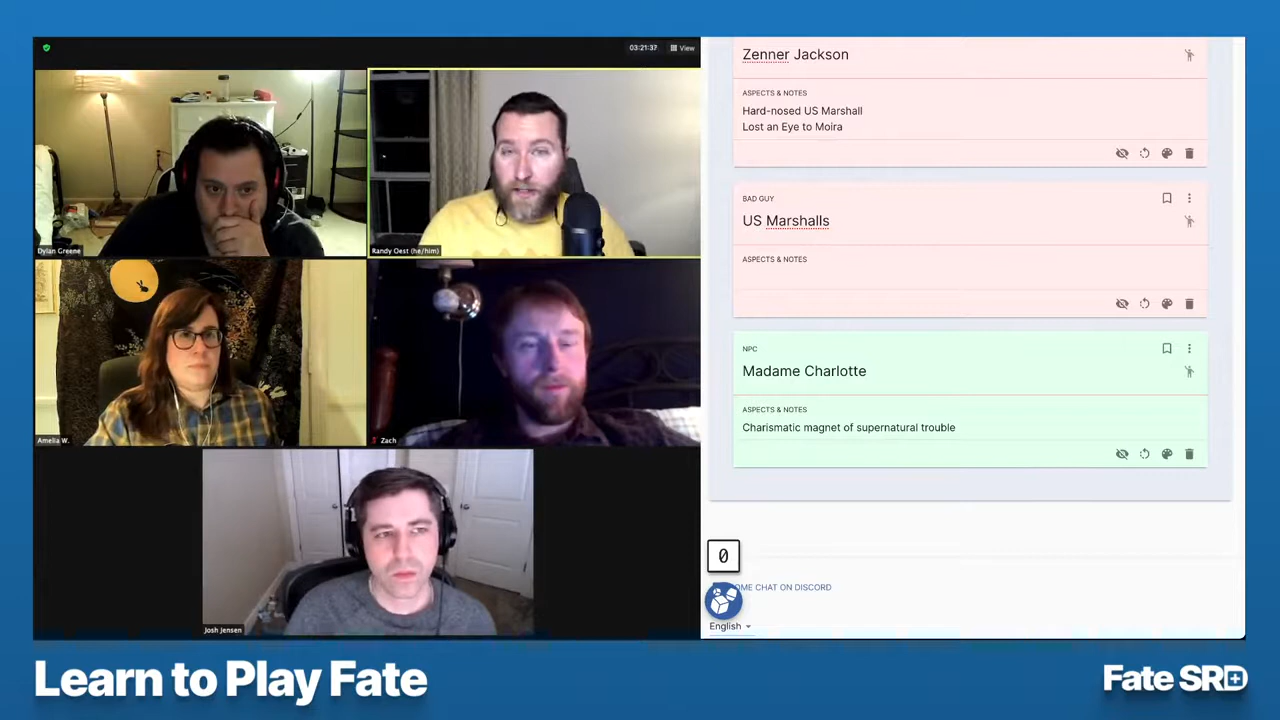 03:21:37
View
Dylan Greene
Randy Oest (he/him)
Amelia W.
Zach
Josh Jensen
Zenner Jackson
ASPECTS & NOTES
Hard-nosed US Marshall
Lost an Eye to Moira
BAD GUY
US Marshalls
ASPECTS & NOTES
NPC
Madame Charlotte
ASPECTS & NOTES
Charismatic magnet of supernatural trouble
0
OME CHAT ON DISCORD
English
Learn to Play Fate
Fate SRD